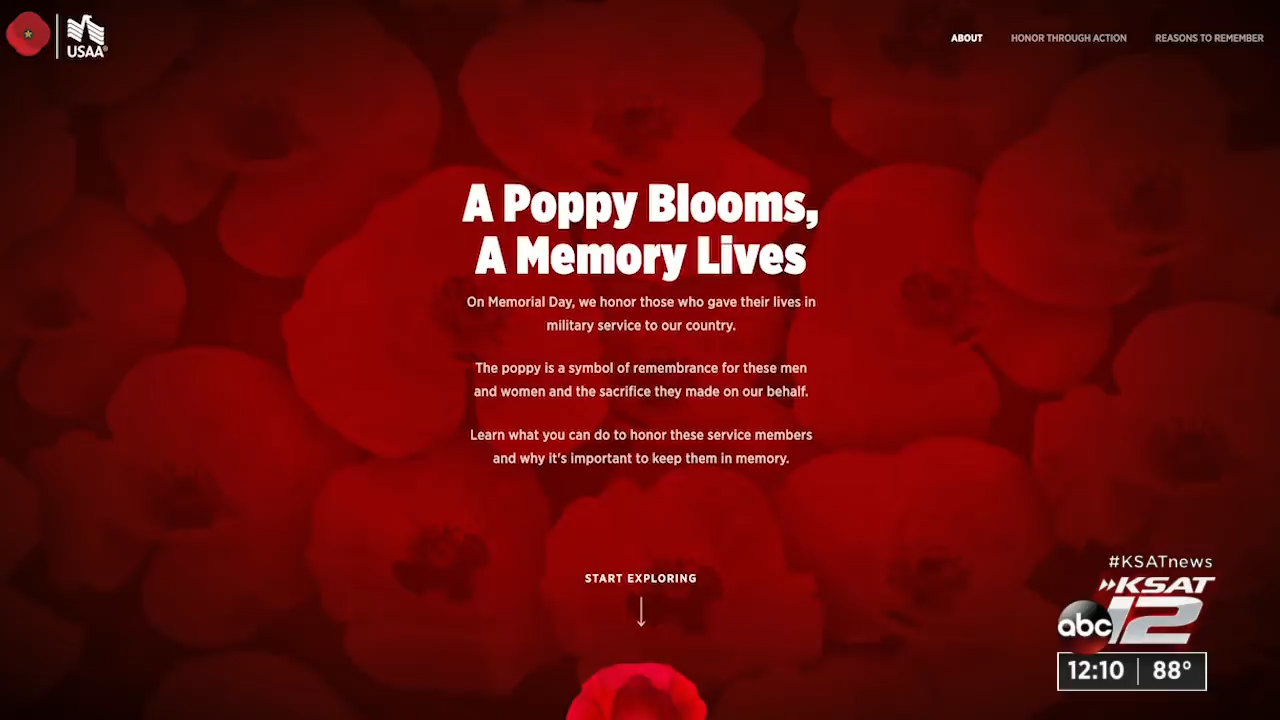 USAA®
ABOUT
HONOR THROUGH ACTION
REASONS TO REMEMBER
A Poppy Blooms,
A Memory Lives
On Memorial Day, we honor those who gave their lives in
military service to our country.
The poppy is a symbol of remembrance for these men
and women and the sacrifice they made on our behalf.
Learn what you can do to honor these service members
and why it's important to keep them in memory.
START EXPLORING
#KSATnews
KSAT
abc 12
12:10 88°